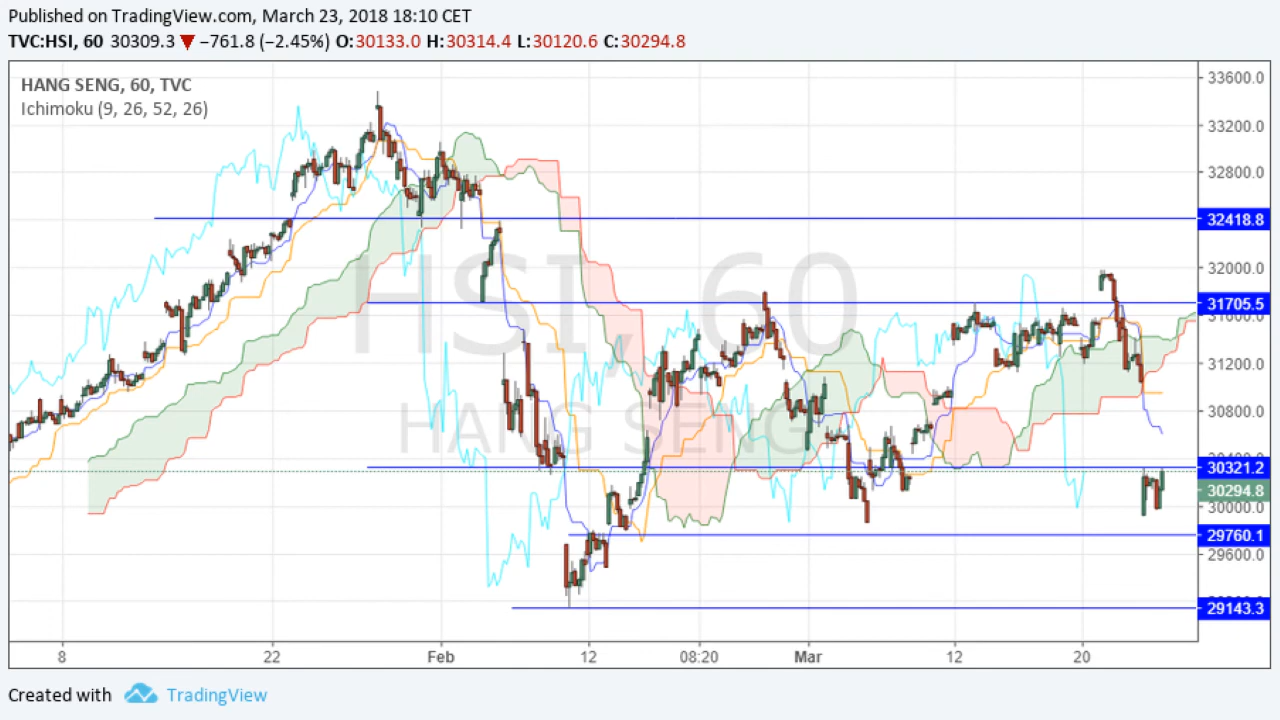 Published on TradingView.com, March 23, 2018 18:10 CET
TVC:HSI, 60 30309.3 ▼ −761.8 (−2.45%) O:30133.0 H:30314.4 L:30120.6 C:30294.8
HANG SENG, 60, TVC
Ichimoku (9, 26, 52, 26)
HSI, 60
HANG SENG
33600.0
33200.0
32800.0
32418.8
32000.0
31705.5
31200.0
30800.0
30321.2
30294.8
30000.0
29760.1
29600.0
29143.3
8 22 Feb 12 08:20 Mar 12 20
Created with TradingView